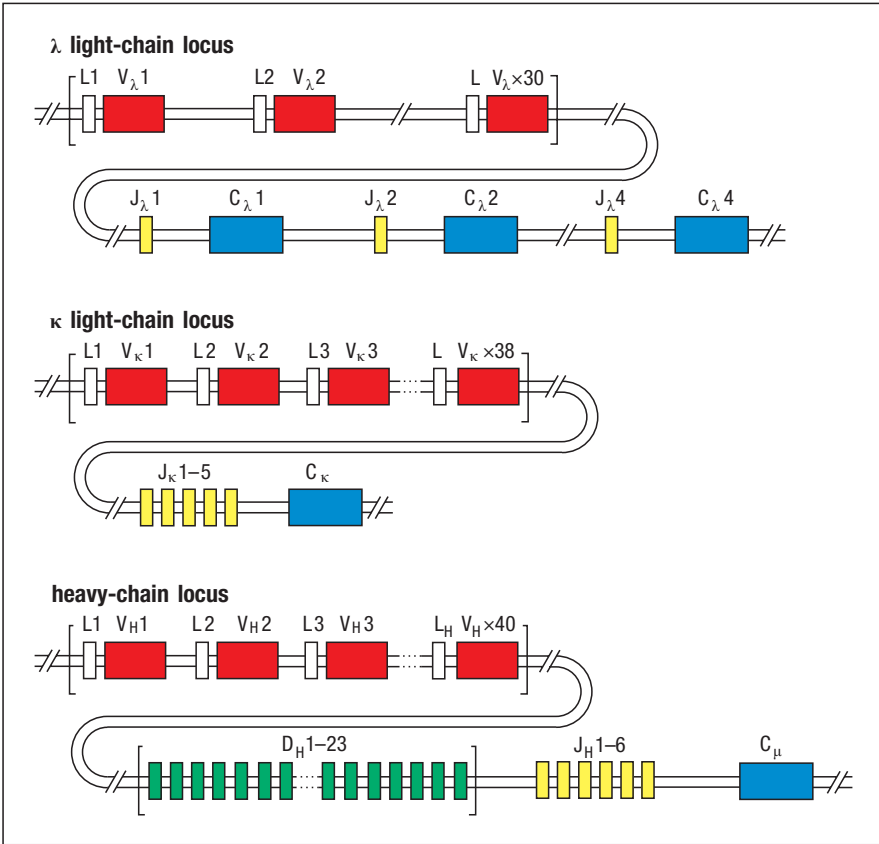 λ light-chain locus
L1 Vλ1 L2 Vλ2 L Vλ×30
Jλ1 Cλ1 Jλ2 Cλ2 Jλ4 Cλ4
κ light-chain locus
L1 Vκ1 L2 Vκ2 L3 Vκ3 L Vκ×38
Jκ1–5 Cκ
heavy-chain locus
L1 VH1 L2 VH2 L3 VH3 LH VH×40
DH1–23 JH1–6 Cμ